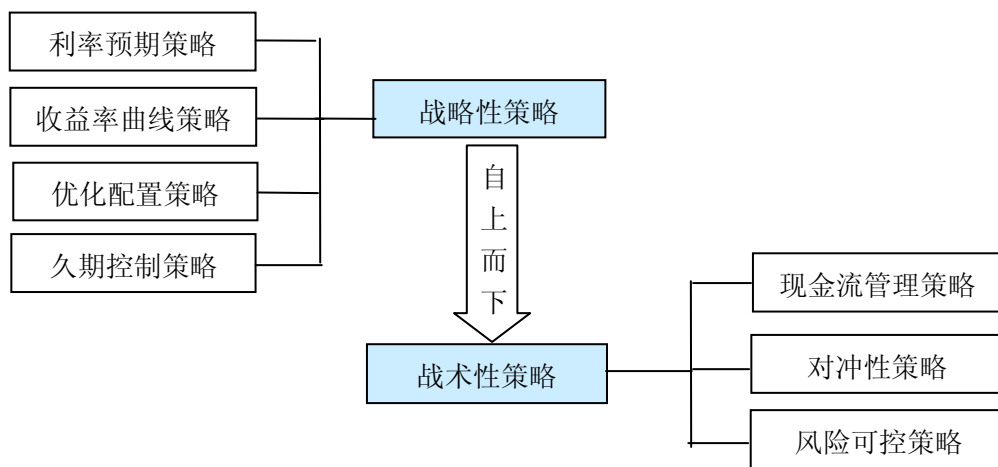 利率预期策略
收益率曲线策略
优化配置策略
久期控制策略
战略性策略
自
上
而
下
战术性策略
现金流管理策略
对冲性策略
风险可控策略